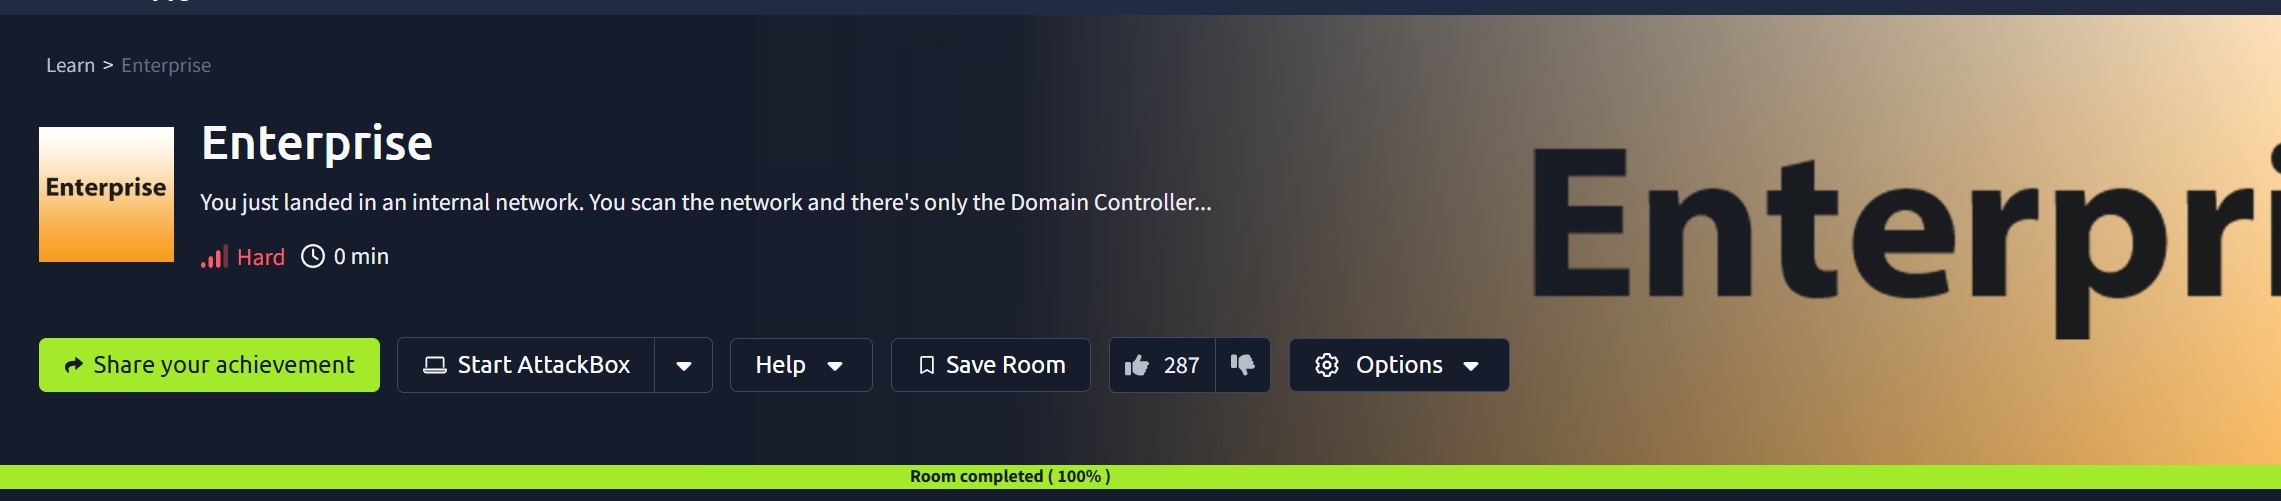 Learn > Enterprise
Enterprise
Enterprise
You just landed in an internal network. You scan the network and there's only the Domain Controller...
Hard 0 min
Enterpri
Share your achievement Start AttackBox Help Save Room 287 Options
Room completed ( 100% )